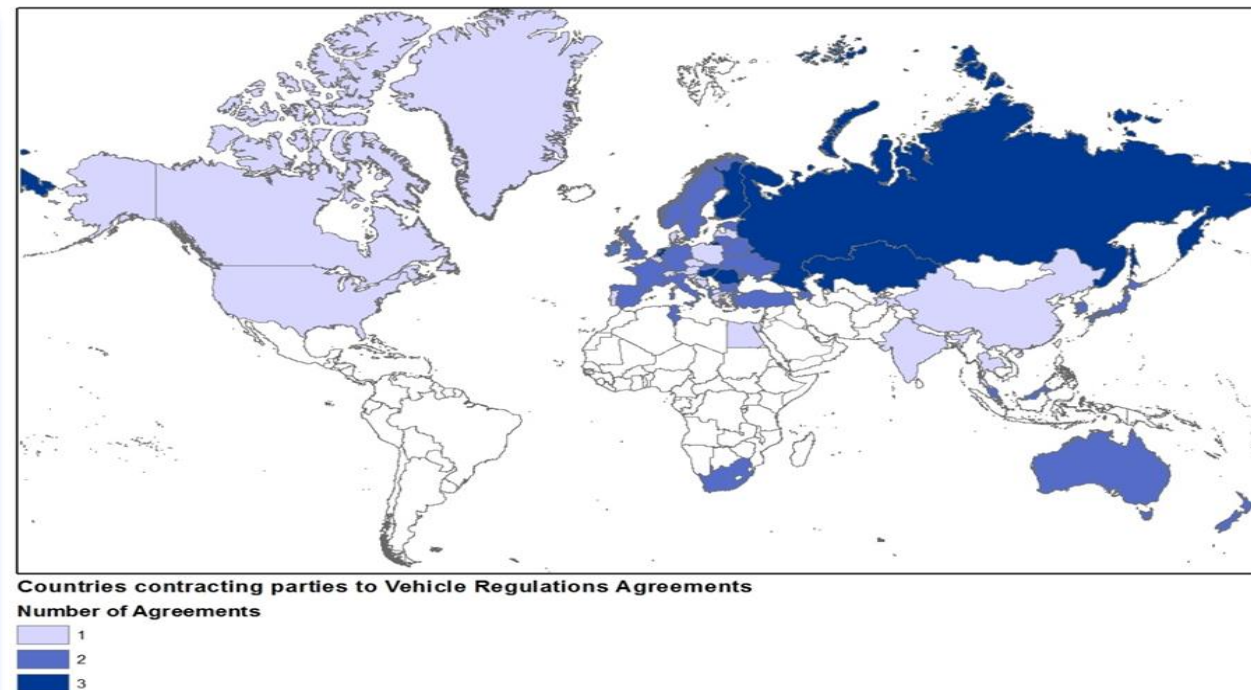 Countries contracting parties to Vehicle Regulations Agreements
Number of Agreements
1
2
3